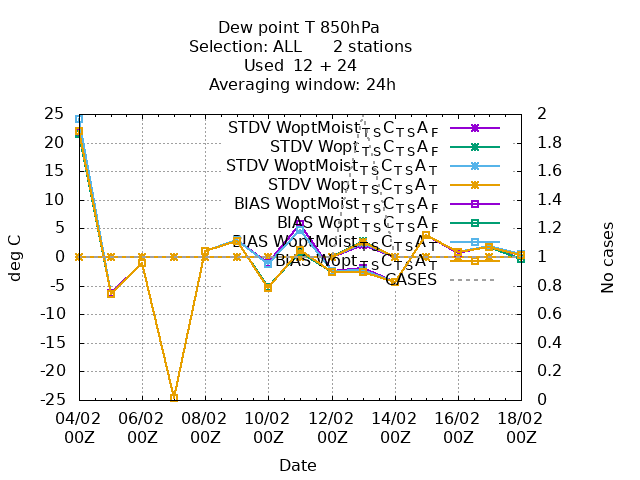 Dew point T 850hPa
Selection: ALL 2 stations
Used 12 + 24
Averaging window: 24h
25 2
20 1.8
15 1.6
10 1.4
5 1.2
0 1
-5 0.8
-10 0.6
-15 0.4
-20 0.2
-25 0
deg C
No cases
STDV WoptMoist_TSC_TSA_F
STDV Wopt_TSC_TSA_F
STDV WoptMoist_TSC_TSA_T
STDV Wopt_TSC_TSA_T
BIAS WoptMoist_TSC_TSA_F
BIAS Wopt_TSC_TSA_F
BIAS WoptMoist_TSC_TSA_T
BIAS Wopt_TSC_TSA_T
CASES
04/02 06/02 08/02 10/02 12/02 14/02 16/02 18/02
00Z 00Z 00Z 00Z 00Z 00Z 00Z 00Z
Date